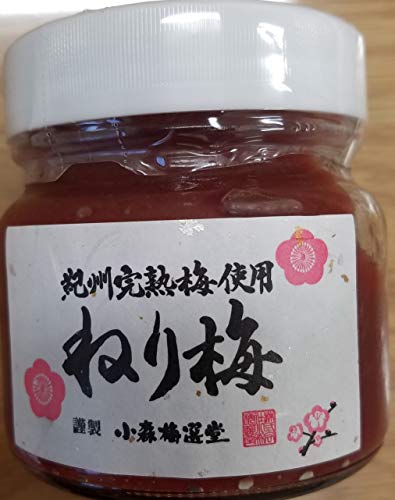 紀州完熟梅使用
ねり梅
謹製 小森梅選堂